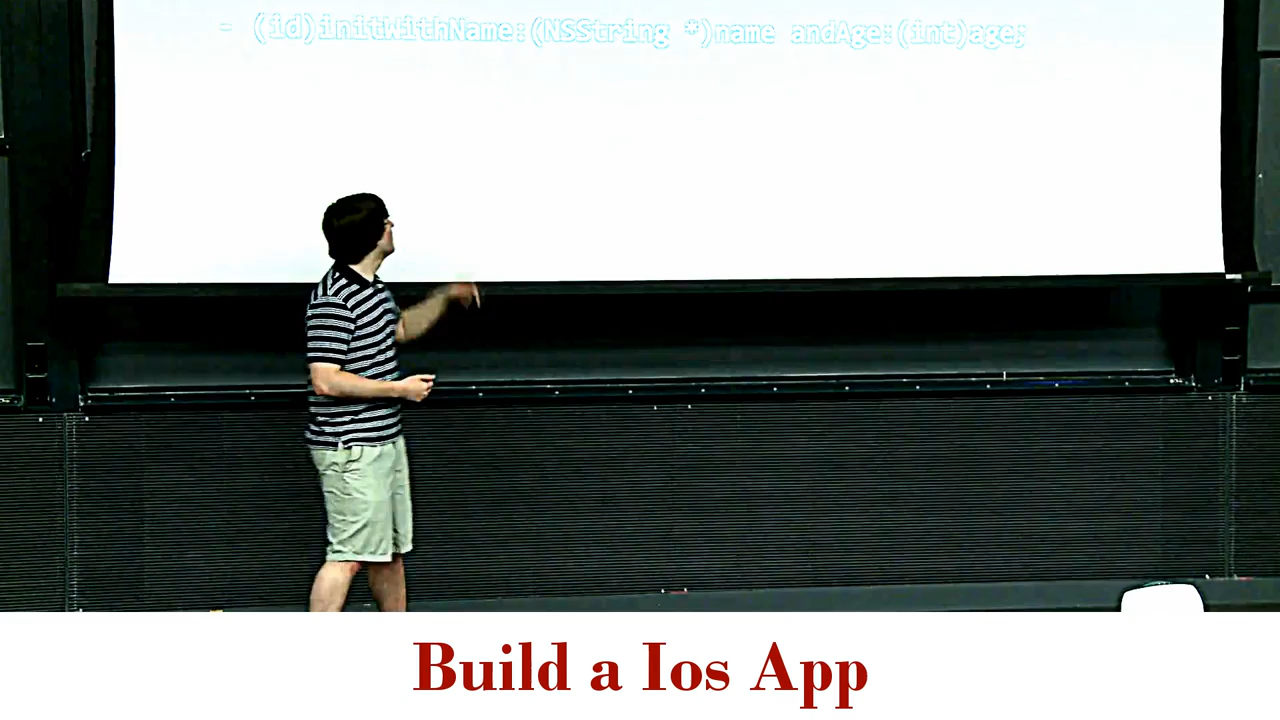 - (id)initWithName:(NSString *)name andAge:(int)age;
Build a Ios App